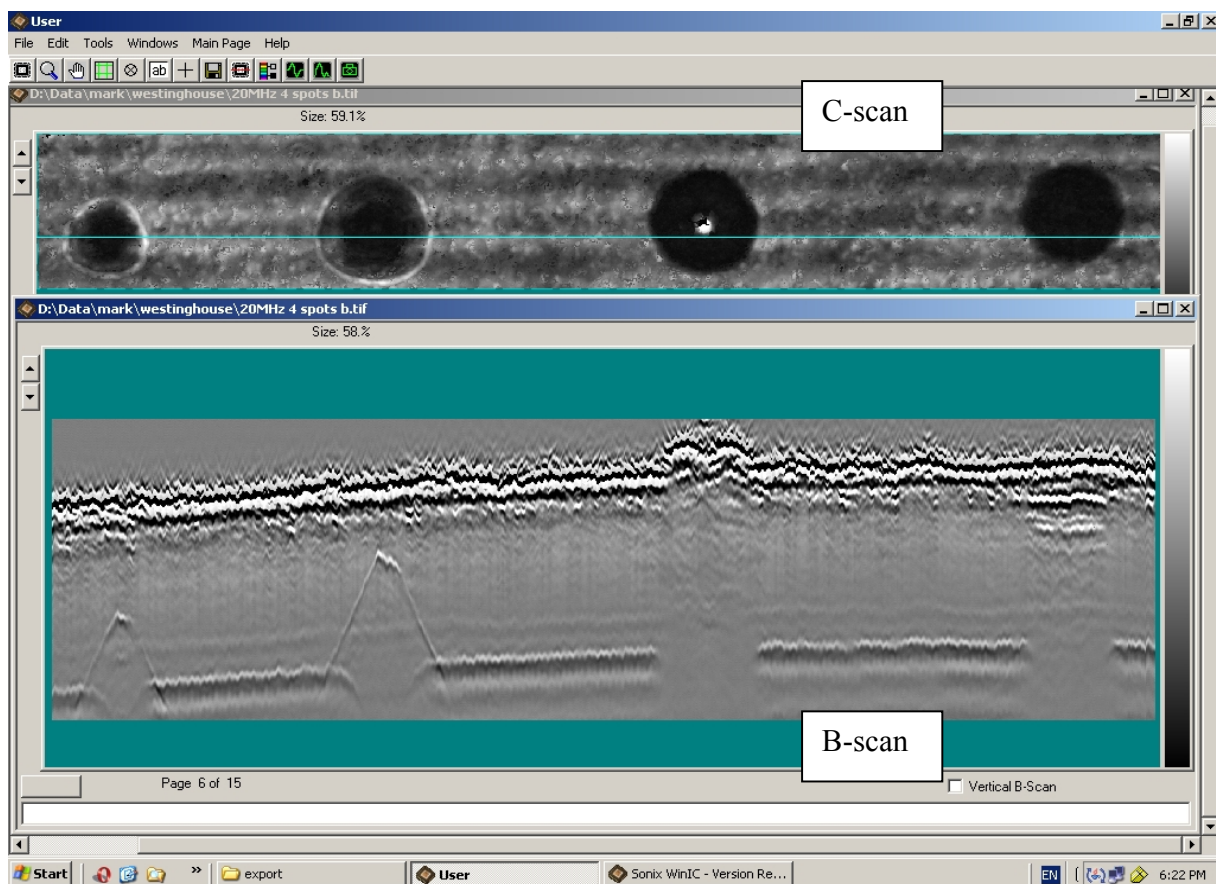 User
File Edit Tools Windows Main Page Help
ab
D:\Data\mark\westinghouse\20MHz 4 spots b.tif
C-scan
Size: 59.1%
D:\Data\mark\westinghouse\20MHz 4 spots b.tif
Size: 58.%
B-scan
Page 6 of 15
Vertical B-Scan
Start » export User Sonix WinIC - Version Re... EN 6:22 PM